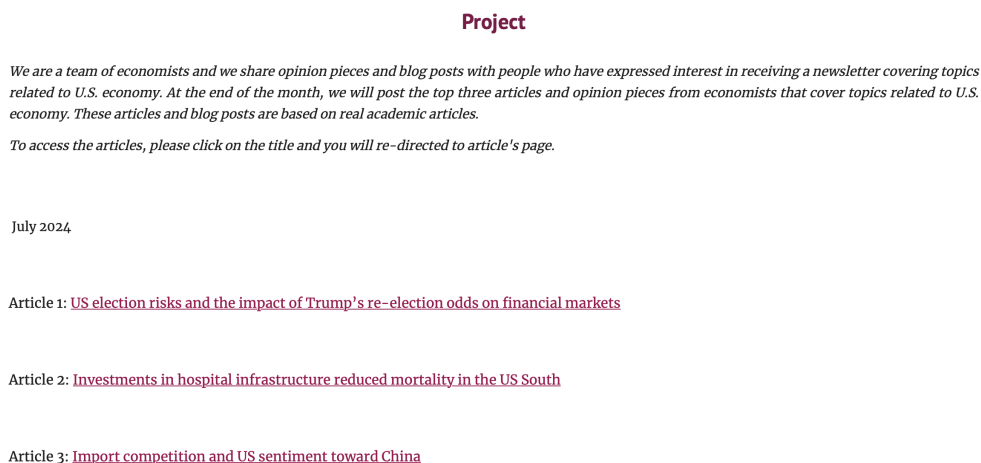 Project
We are a team of economists and we share opinion pieces and blog posts with people who have expressed interest in receiving a newsletter covering topics
related to U.S. economy. At the end of the month, we will post the top three articles and opinion pieces from economists that cover topics related to U.S.
economy. These articles and blog posts are based on real academic articles.
To access the articles, please click on the title and you will re-directed to article's page.
July 2024
Article 1: US election risks and the impact of Trump’s re-election odds on financial markets
Article 2: Investments in hospital infrastructure reduced mortality in the US South
Article 3: Import competition and US sentiment toward China